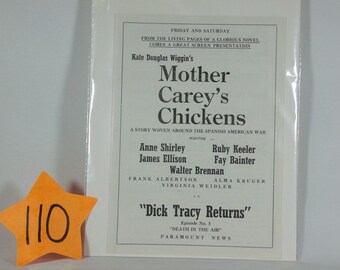 FRIDAY AND SATURDAY
FROM THE LIVING PAGES OF A GLORIOUS NOVEL
COMES A GREAT SCREEN PRESENTATION
Kate Douglas Wiggin's
Mother
Carey's
Chickens
A STORY WOVEN AROUND THE SPANISH AMERICAN WAR
starring
Anne Shirley Ruby Keeler
James Ellison Fay Bainter
Walter Brennan
FRANK ALBERTSON ALMA KRUGER
VIRGINIA WEIDLER
"Dick Tracy Returns"
"DEATH IN THE AIR"
PARAMOUNT NEWS
110